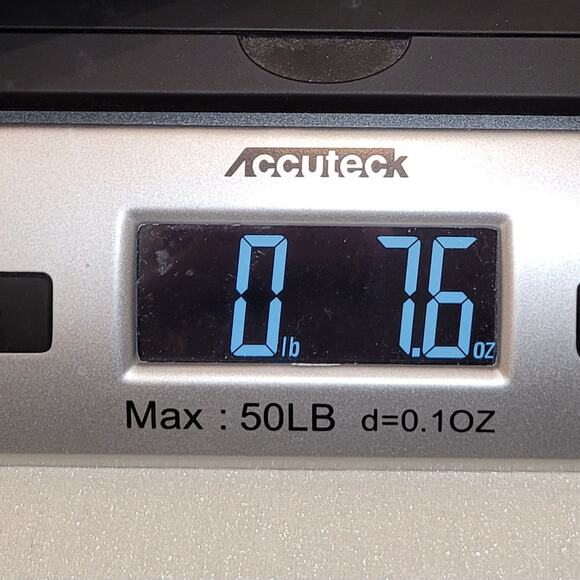 Accuteck
0 lb 7.6 oz
Max : 50LB d=0.1OZ